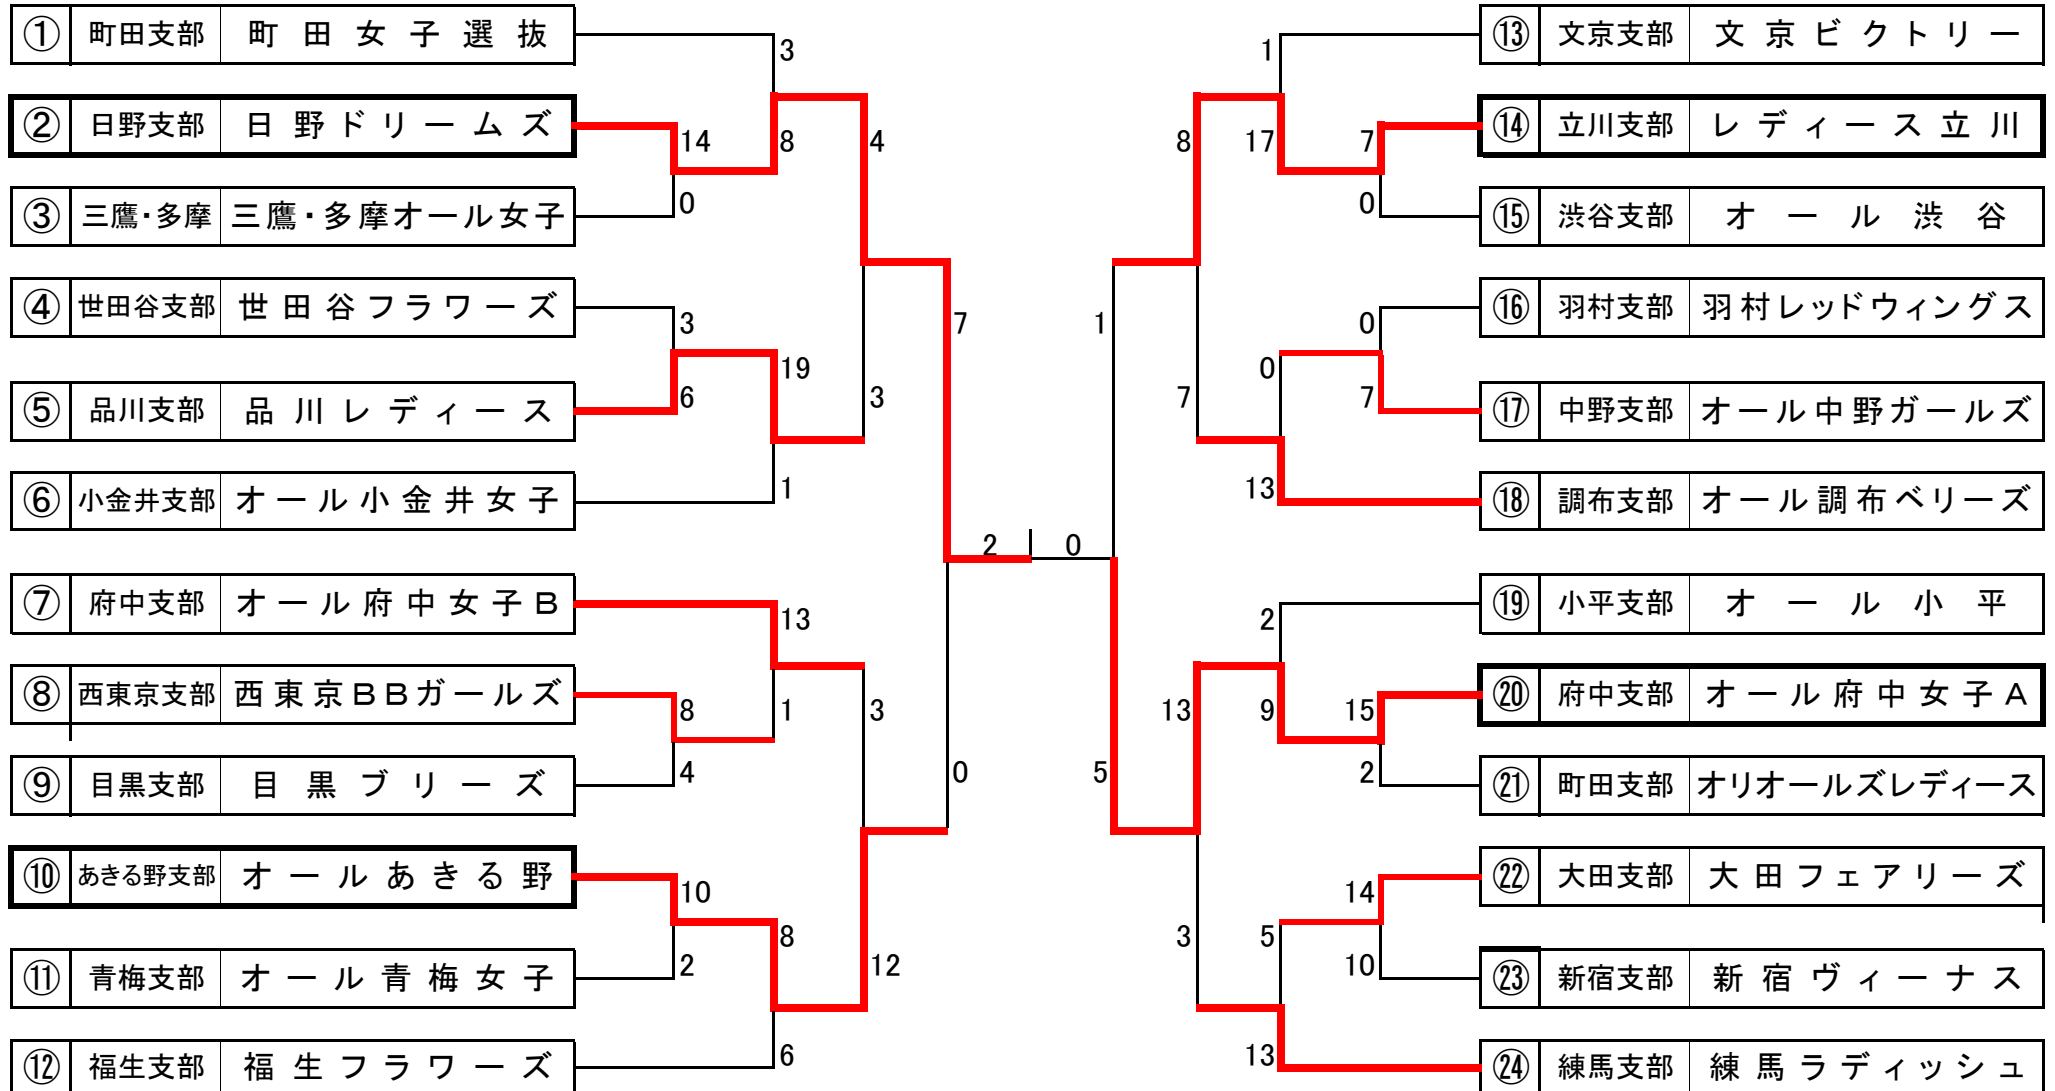 ① 町田支部 町田女子選抜
② 日野支部 日野ドリームズ
③ 三鷹・多摩 三鷹・多摩オール女子
④ 世田谷支部 世田谷フラワーズ
⑤ 品川支部 品川レディース
⑥ 小金井支部 オール小金井女子
⑦ 府中支部 オール府中女子B
⑧ 西東京支部 西東京BBガールズ
⑨ 目黒支部 目黒ブリーズ
⑩ あきる野支部 オールあきる野
⑪ 青梅支部 オール青梅女子
⑫ 福生支部 福生フラワーズ
3
14
8
4
0
3
7
19
6
3
1
2
0
13
8
1
3
4
0
10
8
2
12
6
1
8
17
7
0
1
0
0
7
7
13
2
13
9
15
5
2
14
3
5
10
13
⑬ 文京支部 文京ビクトリー
⑭ 立川支部 レディース立川
⑮ 渋谷支部 オール渋谷
⑯ 羽村支部 羽村レッドウィングス
⑰ 中野支部 オール中野ガールズ
⑱ 調布支部 オール調布ベリーズ
⑲ 小平支部 オール小平
⑳ 府中支部 オール府中女子A
㉑ 町田支部 オリオールズレディース
㉒ 大田支部 大田フェアリーズ
㉓ 新宿支部 新宿ヴィーナス
㉔ 練馬支部 練馬ラディッシュ